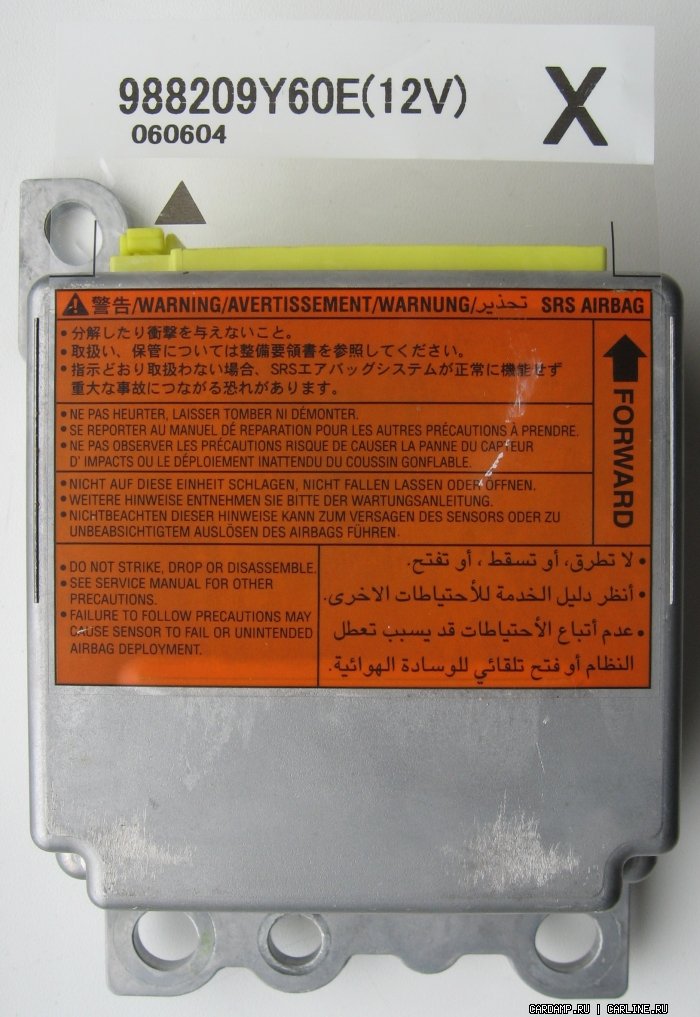 988209Y60E(12V) X
060604
警告/WARNING/AVERTISSEMENT/WARNUNG/تحذير SRS AIRBAG
•分解したり衝撃を与えないこと。
•取扱い、保管については整備要領書を参照してください。
•指示どおり取扱わない場合、SRSエアバッグシステムが正常に機能せず
重大な事故につながる恐れがあります。
FORWARD
•NE PAS HEURTER, LAISSER TOMBER NI DÉMONTER.
•SE REPORTER AU MANUEL DÉ REPARATION POUR LES AUTRES PRÉCAUTIONS À PRENDRE.
•NE PAS OBSERVER LES PRÉCAUTIONS RISQUE DE CAUSER LA PANNE DU CAPTEUR
D' IMPACTS OU LE DÉPLOIEMENT INATTENDU DU COUSSIN GONFLABLE.
•NICHT AUF DIESE EINHEIT SCHLAGEN, NICHT FALLEN LASSEN ODER ÖFFNEN.
•WEITERE HINWEISE ENTNEHMEN SIE BITTE DER WARTUNGSANLEITUNG.
•NICHTBEACHTEN DIESER HINWEISE KANN ZUM VERSAGEN DES SENSORS ODER ZU
UNBEABSICHTIGTEM AUSLÖSEN DES AIRBAGS FÜHREN.
•DO NOT STRIKE, DROP OR DISASSEMBLE.
•SEE SERVICE MANUAL FOR OTHER
PRECAUTIONS.
•FAILURE TO FOLLOW PRECAUTIONS MAY
CAUSE SENSOR TO FAIL OR UNINTENDED
AIRBAG DEPLOYMENT.
•لا تطرق، أو تسقط ، أو تفتح.
•أنظر دليل الخدمة للأحتياطات الاخرى.
•عدم أتباع الأحتياطات قد يسبب تعطل
النظام أو فتح تلقائي للوسادة الهوائية.
CARDAMP.RU | CARLINE.RU